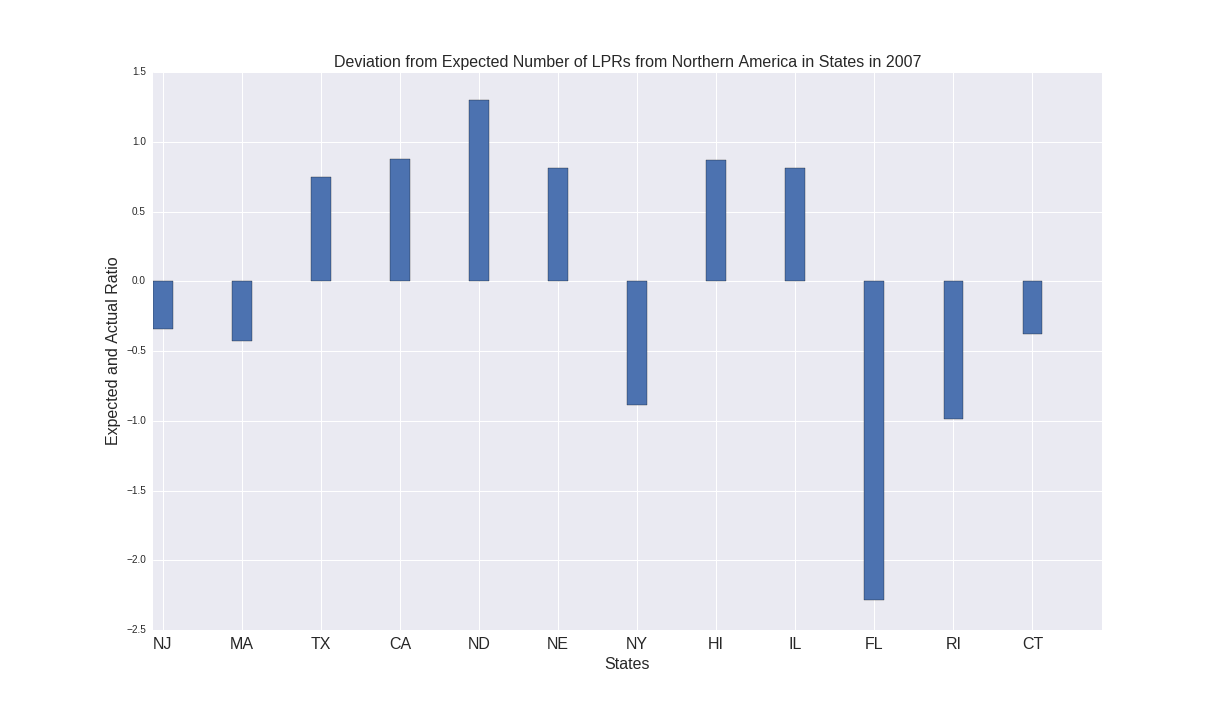 Deviation from Expected Number of LPRs from Northern America in States in 2007
1.5
1.0
0.5
0.0
−0.5
−1.0
−1.5
−2.0
−2.5
Expected and Actual Ratio
NJ MA TX CA ND NE NY HI IL FL RI CT
States